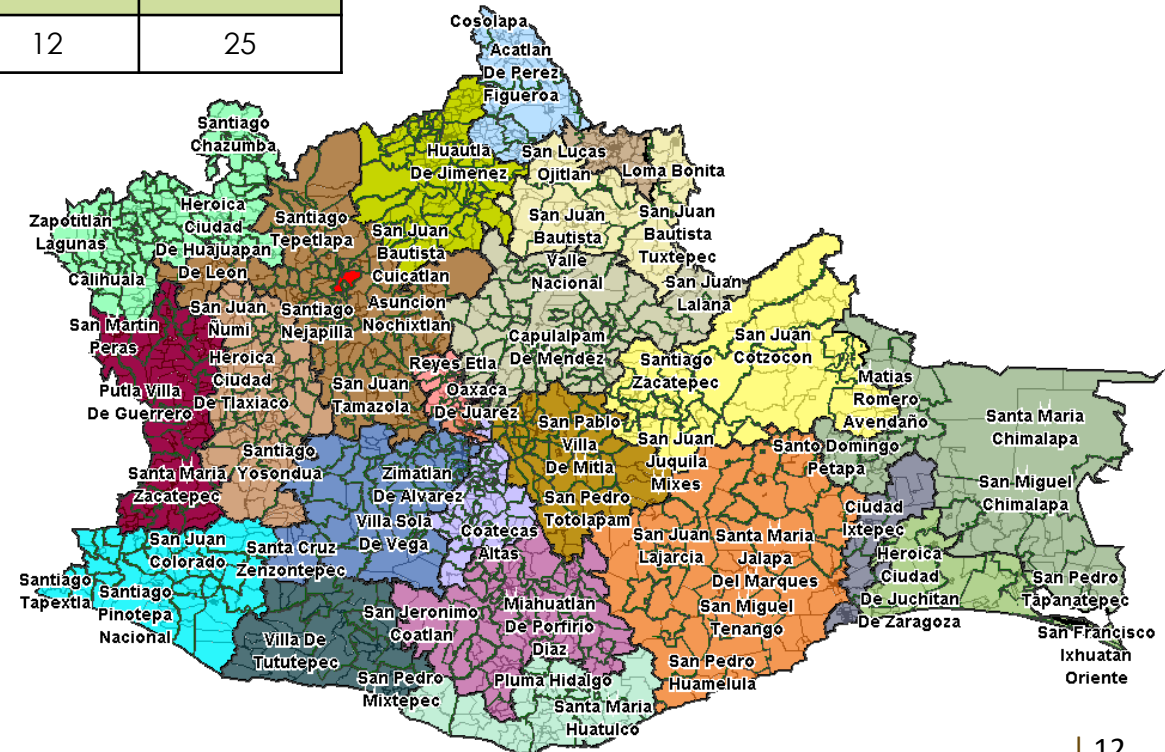 12 25
Cosolapa
Acatlan
De Perez
Figueroa
Santiago
Chazumba
Huautla
De Jimenez
San Lucas
Ojitlan
Loma Bonita
Zapotitlan
Lagunas
Heroica
Ciudad
De Huajuapan
De Leon
Santiago
Tepetlapa
San Juan
Bautista
Cuicatlan
San Juan
Bautista
Valle
Nacional
San Juan
Bautista
Tuxtepec
Calihuala
San Juan
Lalana
San Martin
Peras
San Juan
Ñumi
Santiago
Nejapilla
Asuncion
Nochixtlan
Capulalpam
De Mendez
San Juan
Cotzocon
Santiago
Zacatepec
Reyes Etla
Heroica
Ciudad
De Tlaxiaco
Putla Villa
De Guerrero
San Juan
Tamazola
Oaxaca
De Juarez
Matias
Romero
Avendaño
Santa Maria
Chimalapa
San Pablo
Villa
De Mitla
San Juan
Juquila
Mixes
Santo Domingo
Petapa
Santiago
Yosondua
Zimatlan
De Alvarez
Santa Maria
Zacatepec
San Miguel
Chimalapa
San Pedro
Totolapam
Ciudad
Ixtepec
Villa Sola
De Vega
Coatecas
Altas
San Juan
Lajarcia
Santa Maria
Jalapa
Del Marques
San Juan
Colorado
Santa Cruz
Zenzontepec
Heroica
Ciudad
De Juchitan
De Zaragoza
Santiago
Tapextla
Santiago
Pinotepa
Nacional
San Pedro
Tapanatepec
San Jeronimo
Coatlan
Miahuatlan
De Porfirio
Diaz
San Miguel
Tenango
Villa De
Tututepec
San Francisco
Ixhuatan
Oriente
San Pedro
Mixtepec
Pluma Hidalgo
San Pedro
Huamelula
Santa Maria
Huatulco
| 12